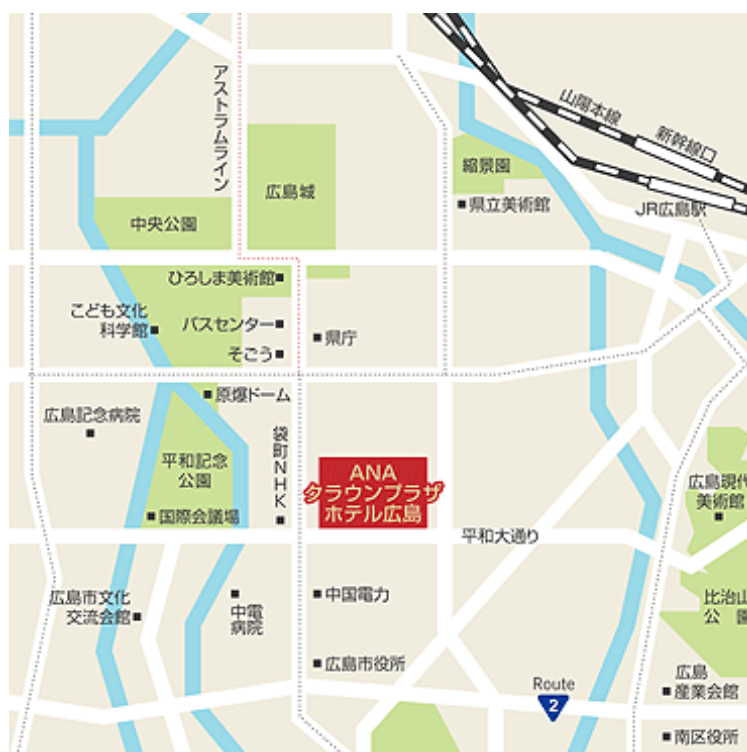 アストラムライン
山陽本線
新幹線口
縮景園
広島城
県立美術館
JR広島駅
中央公園
ひろしま美術館
こども文化
科学館
バスセンター
県庁
そごう
原爆ドーム
広島記念病院
袋町NHK
平和記念
公園
ANA
クラウンプラザ
ホテル広島
広島現代
美術館
国際会議場
平和大通り
広島市文化
交流会館
中電
病院
中国電力
比治山
公園
広島市役所
広島
産業会館
Route
2
南区役所